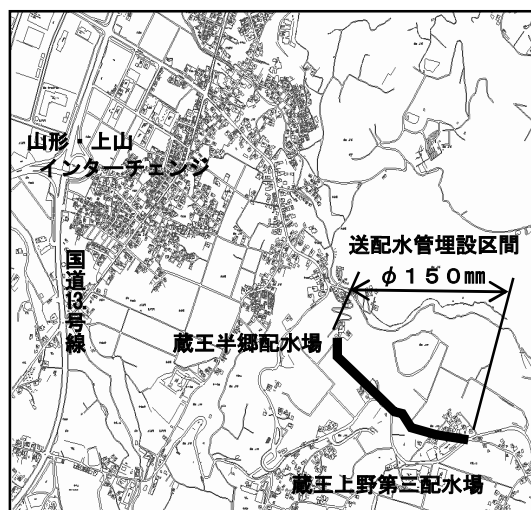 山形・上山
インターチェンジ
国道13号線
送配水管埋設区間
φ150㎜
蔵王半郷配水場
蔵王上野第三配水場